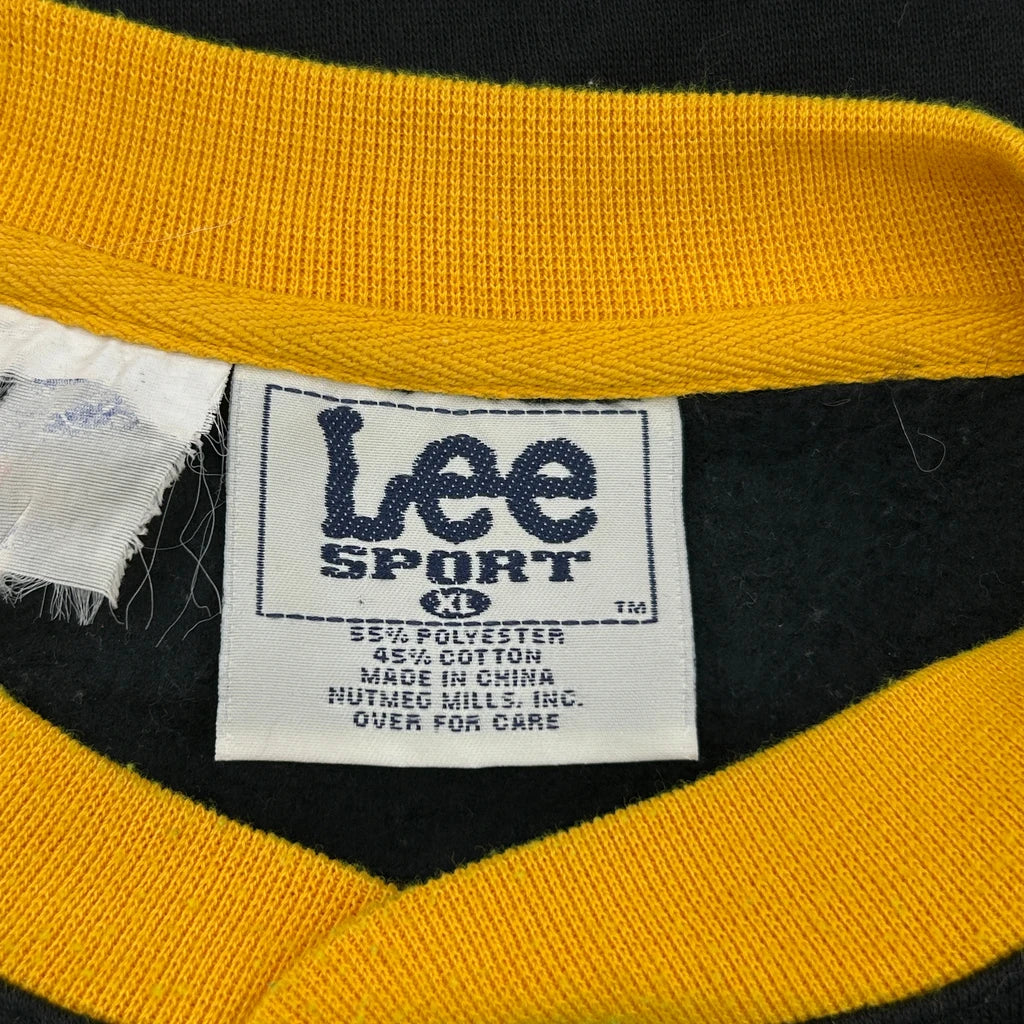 Lee
SPORT
XL
TM
55% POLYESTER
45% COTTON
MADE IN CHINA
NUTMEG MILLS, INC.
OVER FOR CARE